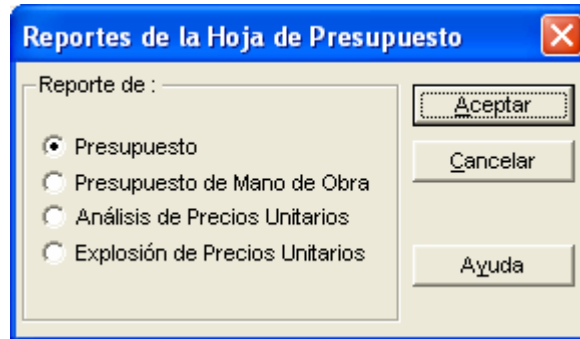 Reportes de la Hoja de Presupuesto
Reporte de :
Presupuesto
Presupuesto de Mano de Obra
Análisis de Precios Unitarios
Explosión de Precios Unitarios
Aceptar
Cancelar
Ayuda